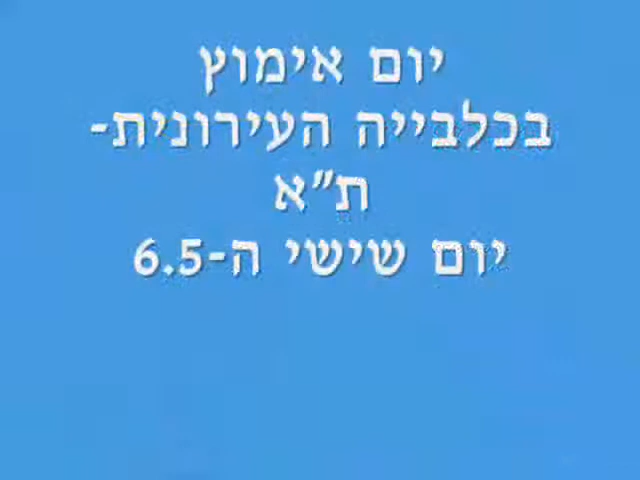 יום אימוץ
בכלבייה העירונית-
ת"א
יום שישי ה-6.5